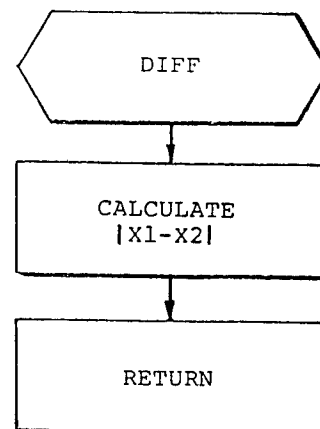 DIFF
CALCULATE
|X1-X2|
RETURN